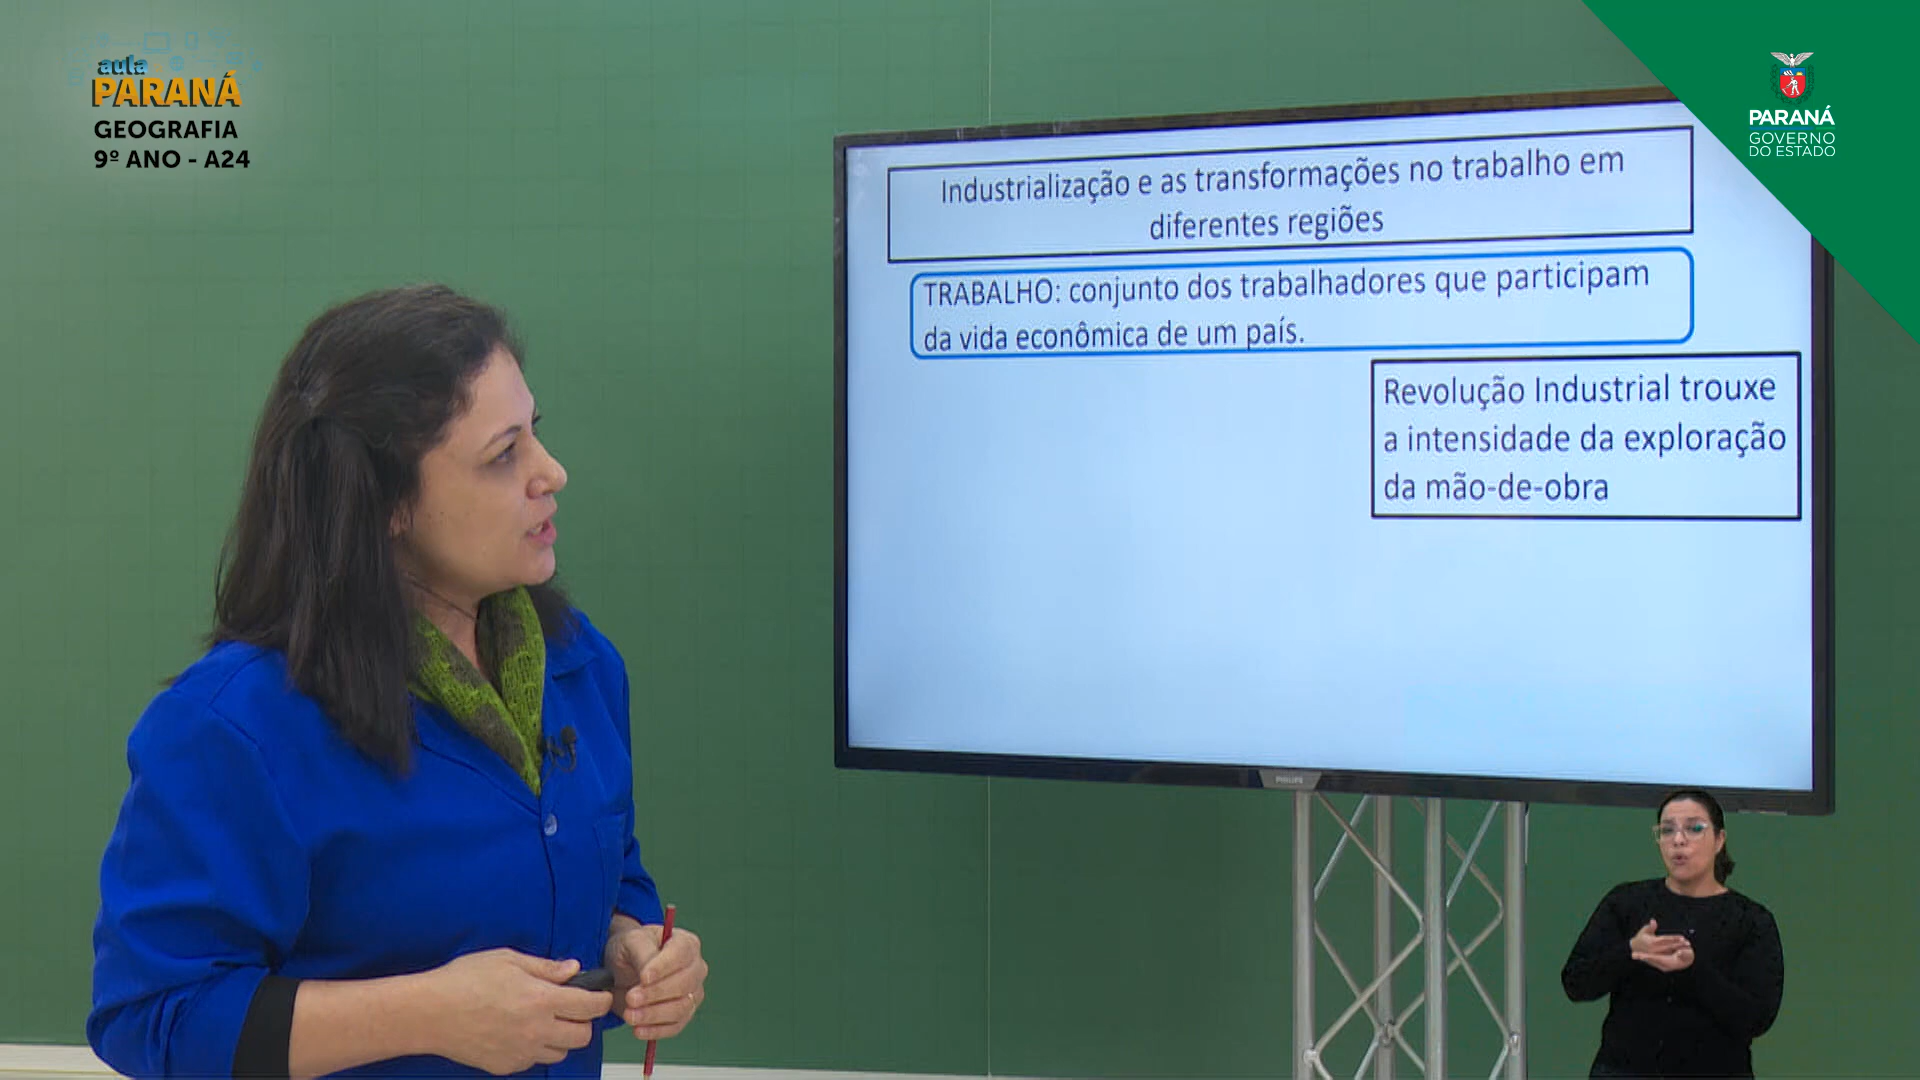 aula
PARANÁ
GEOGRAFIA
9º ANO - A24
PARANÁ
GOVERNO
DO ESTADO
Industrialização e as transformações no trabalho em
diferentes regiões
TRABALHO: conjunto dos trabalhadores que participam
da vida econômica de um país.
Revolução Industrial trouxe
a intensidade da exploração
da mão-de-obra
PHILIPS